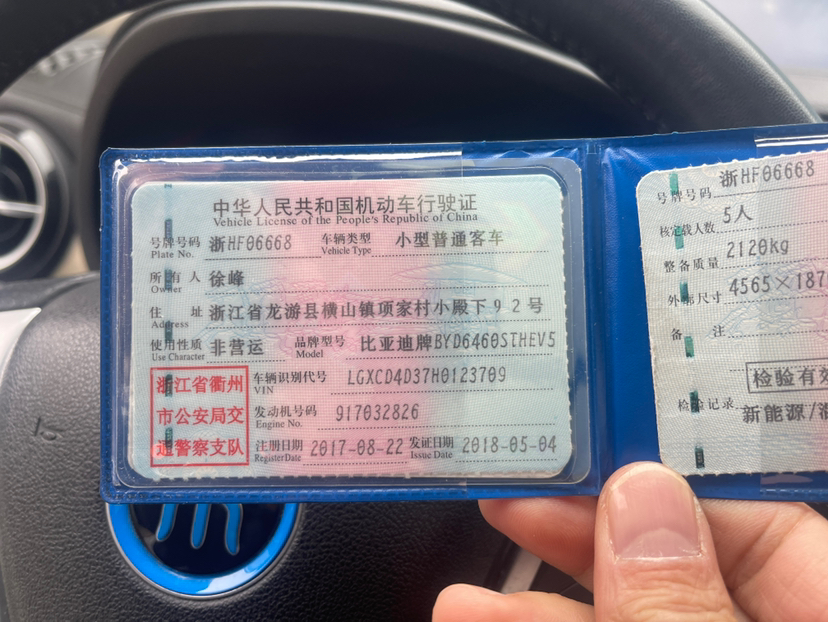 中华人民共和国机动车行驶证
Vehicle License of the People's Republic of China
号牌号码 浙HF06668 车辆类型 小型普通客车
Plate No. Vehicle Type
所有人 徐峰
Owner
住址 浙江省龙游县横山镇项家村小殿下92号
Address
使用性质 非营运 品牌型号 比亚迪牌BYD6460STHEV5
Use Character Model
浙江省衢州
市公安局交
通警察支队
车辆识别代号 LGXCD4D37H0123709
VIN
发动机号码 917032826
Engine No.
注册日期 2017-08-22 发证日期 2018-05-04
Register Date Issue Date
号牌号码 浙HF06668
核定载人数 5人
整备质量 2120kg
外廓尺寸 4565×187
备注
检验有效
检验记录 新能源/